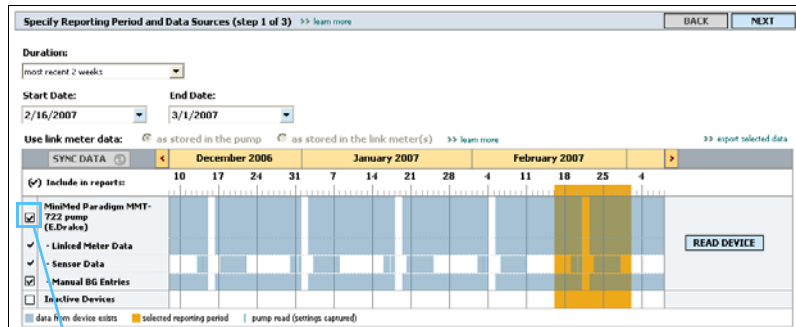 Specify Reporting Period and Data Sources (step 1 of 3) >> learn more BACK NEXT
Duration:
most recent 2 weeks
Start Date: End Date:
2/16/2007 3/1/2007
Use link meter data: as stored in the pump as stored in the link meter(s) >> learn more >> export selected data
SYNC DATA December 2006 January 2007 February 2007
(✓) Include in reports: 10 17 24 31 7 14 21 28 4 11 18 25 4
MiniMed Paradigm MMT-
722 pump
(E.Drake)
- Linked Meter Data READ DEVICE
- Sensor Data
- Manual BG Entries
Inactive Devices
data from device exists selected reporting period pump read (settings captured)